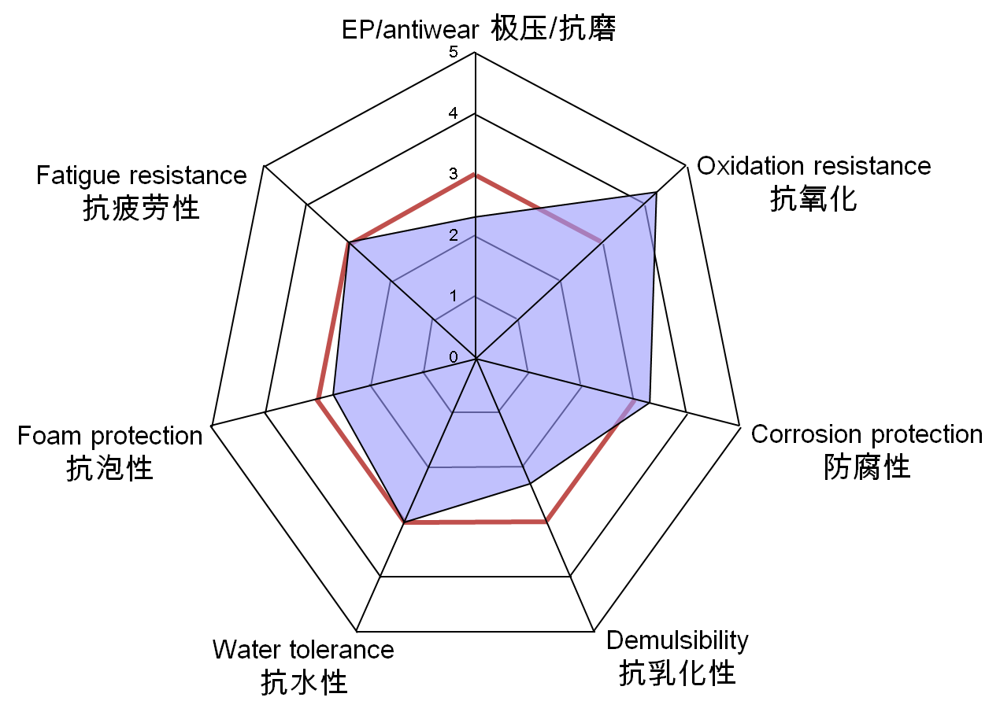 EP/antiwear 极压/抗磨
5
4
3
2
1
0
Oxidation resistance
抗氧化
Corrosion protection
防腐性
Demulsibility
抗乳化性
Water tolerance
抗水性
Foam protection
抗泡性
Fatigue resistance
抗疲劳性